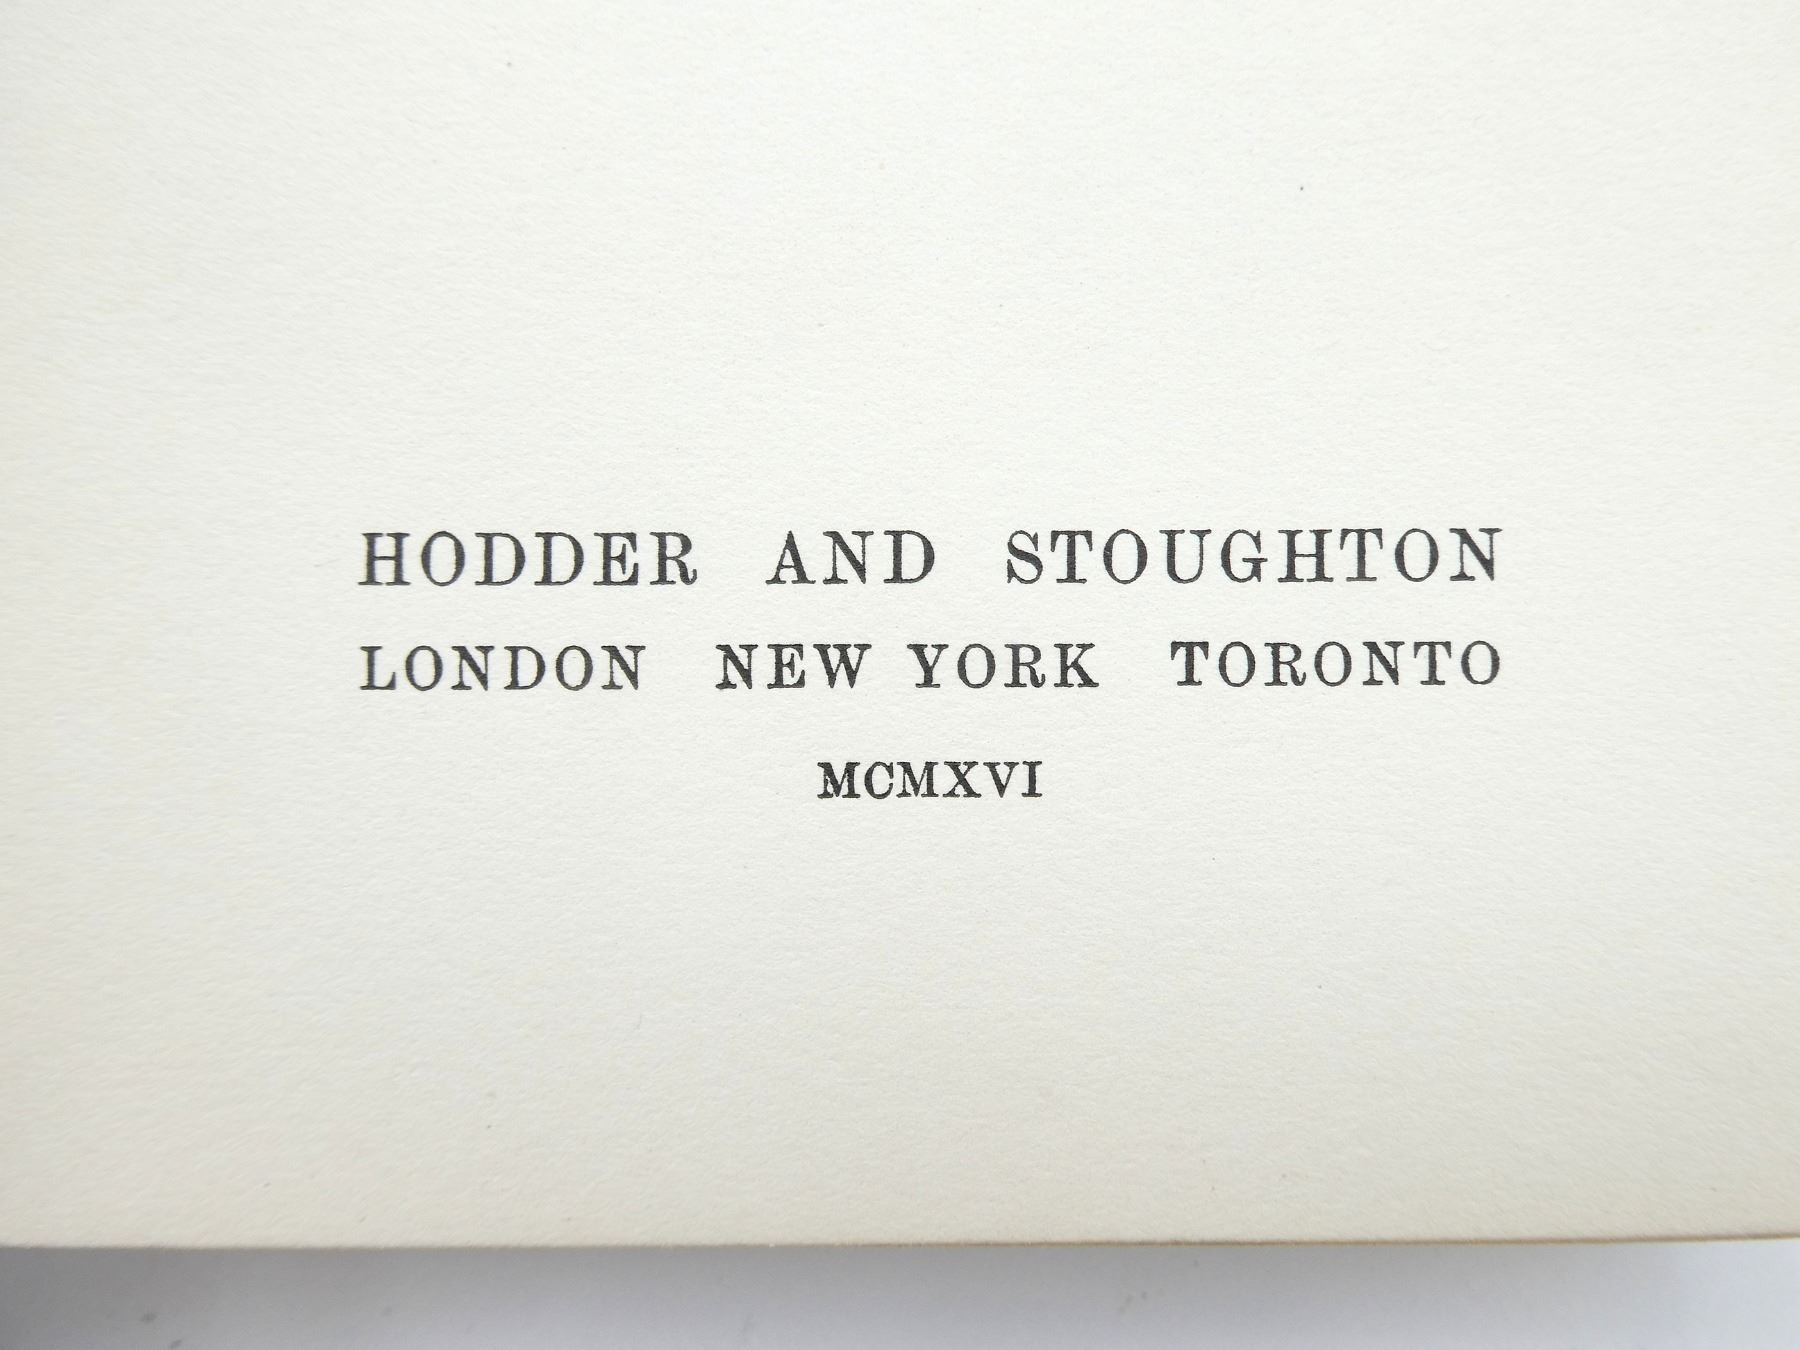 HODDER AND STOUGHTON
LONDON NEW YORK TORONTO
MCMXVI